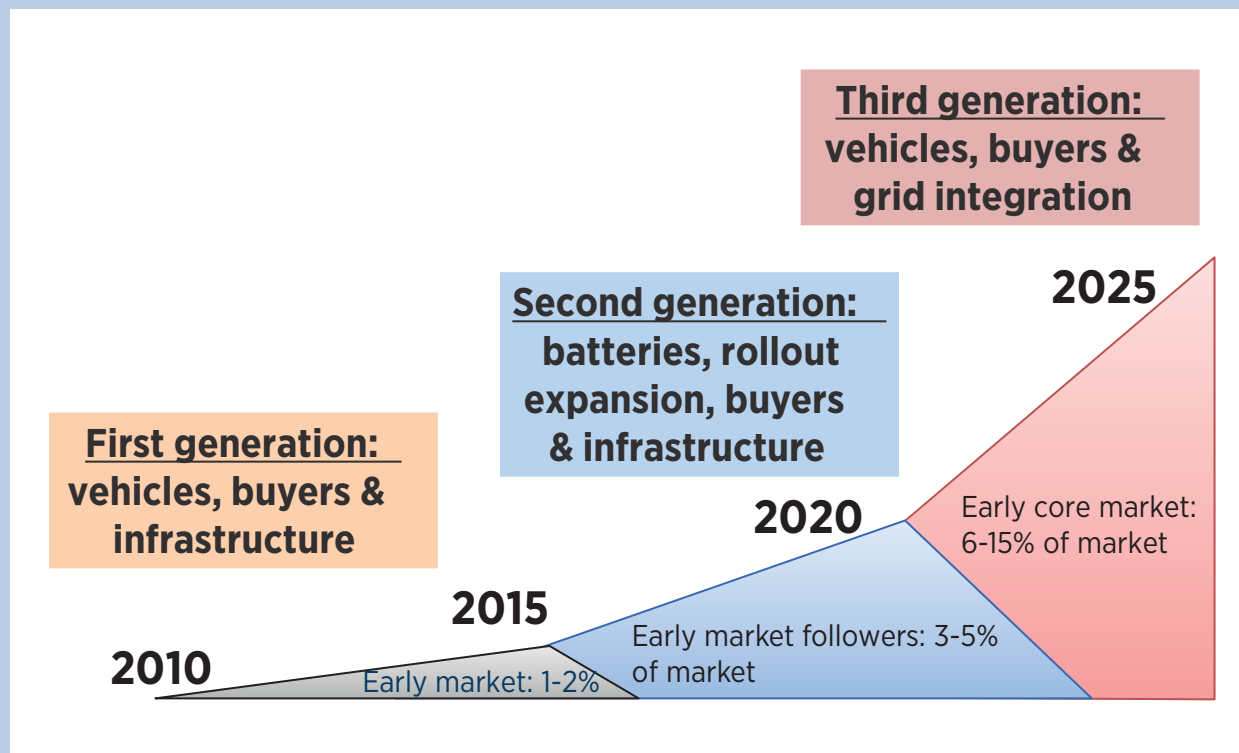 Third generation:
vehicles, buyers &
grid integration
2025
Second generation:
batteries, rollout
expansion, buyers
& infrastructure
First generation:
vehicles, buyers &
infrastructure
2020
Early core market:
6-15% of market
2015
Early market followers: 3-5%
of market
2010
Early market: 1-2%